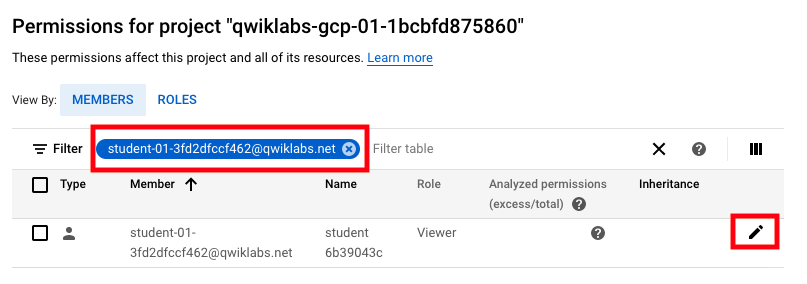 Permissions for project "qwiklabs-gcp-01-1bcbfd875860"
These permissions affect this project and all of its resources. Learn more
View By: MEMBERS ROLES
Filter student-01-3fd2dfccf462@qwiklabs.net Filter table
Type Member Name Role Analyzed permissions Inheritance
(excess/total)
student-01- student Viewer
3fd2dfccf462@qwiklabs.net 6b39043c